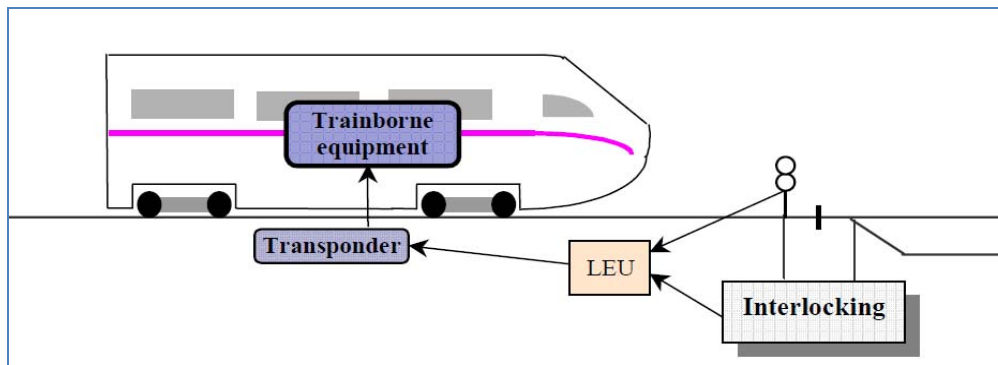 Trainborne
equipment
Transponder
LEU
Interlocking